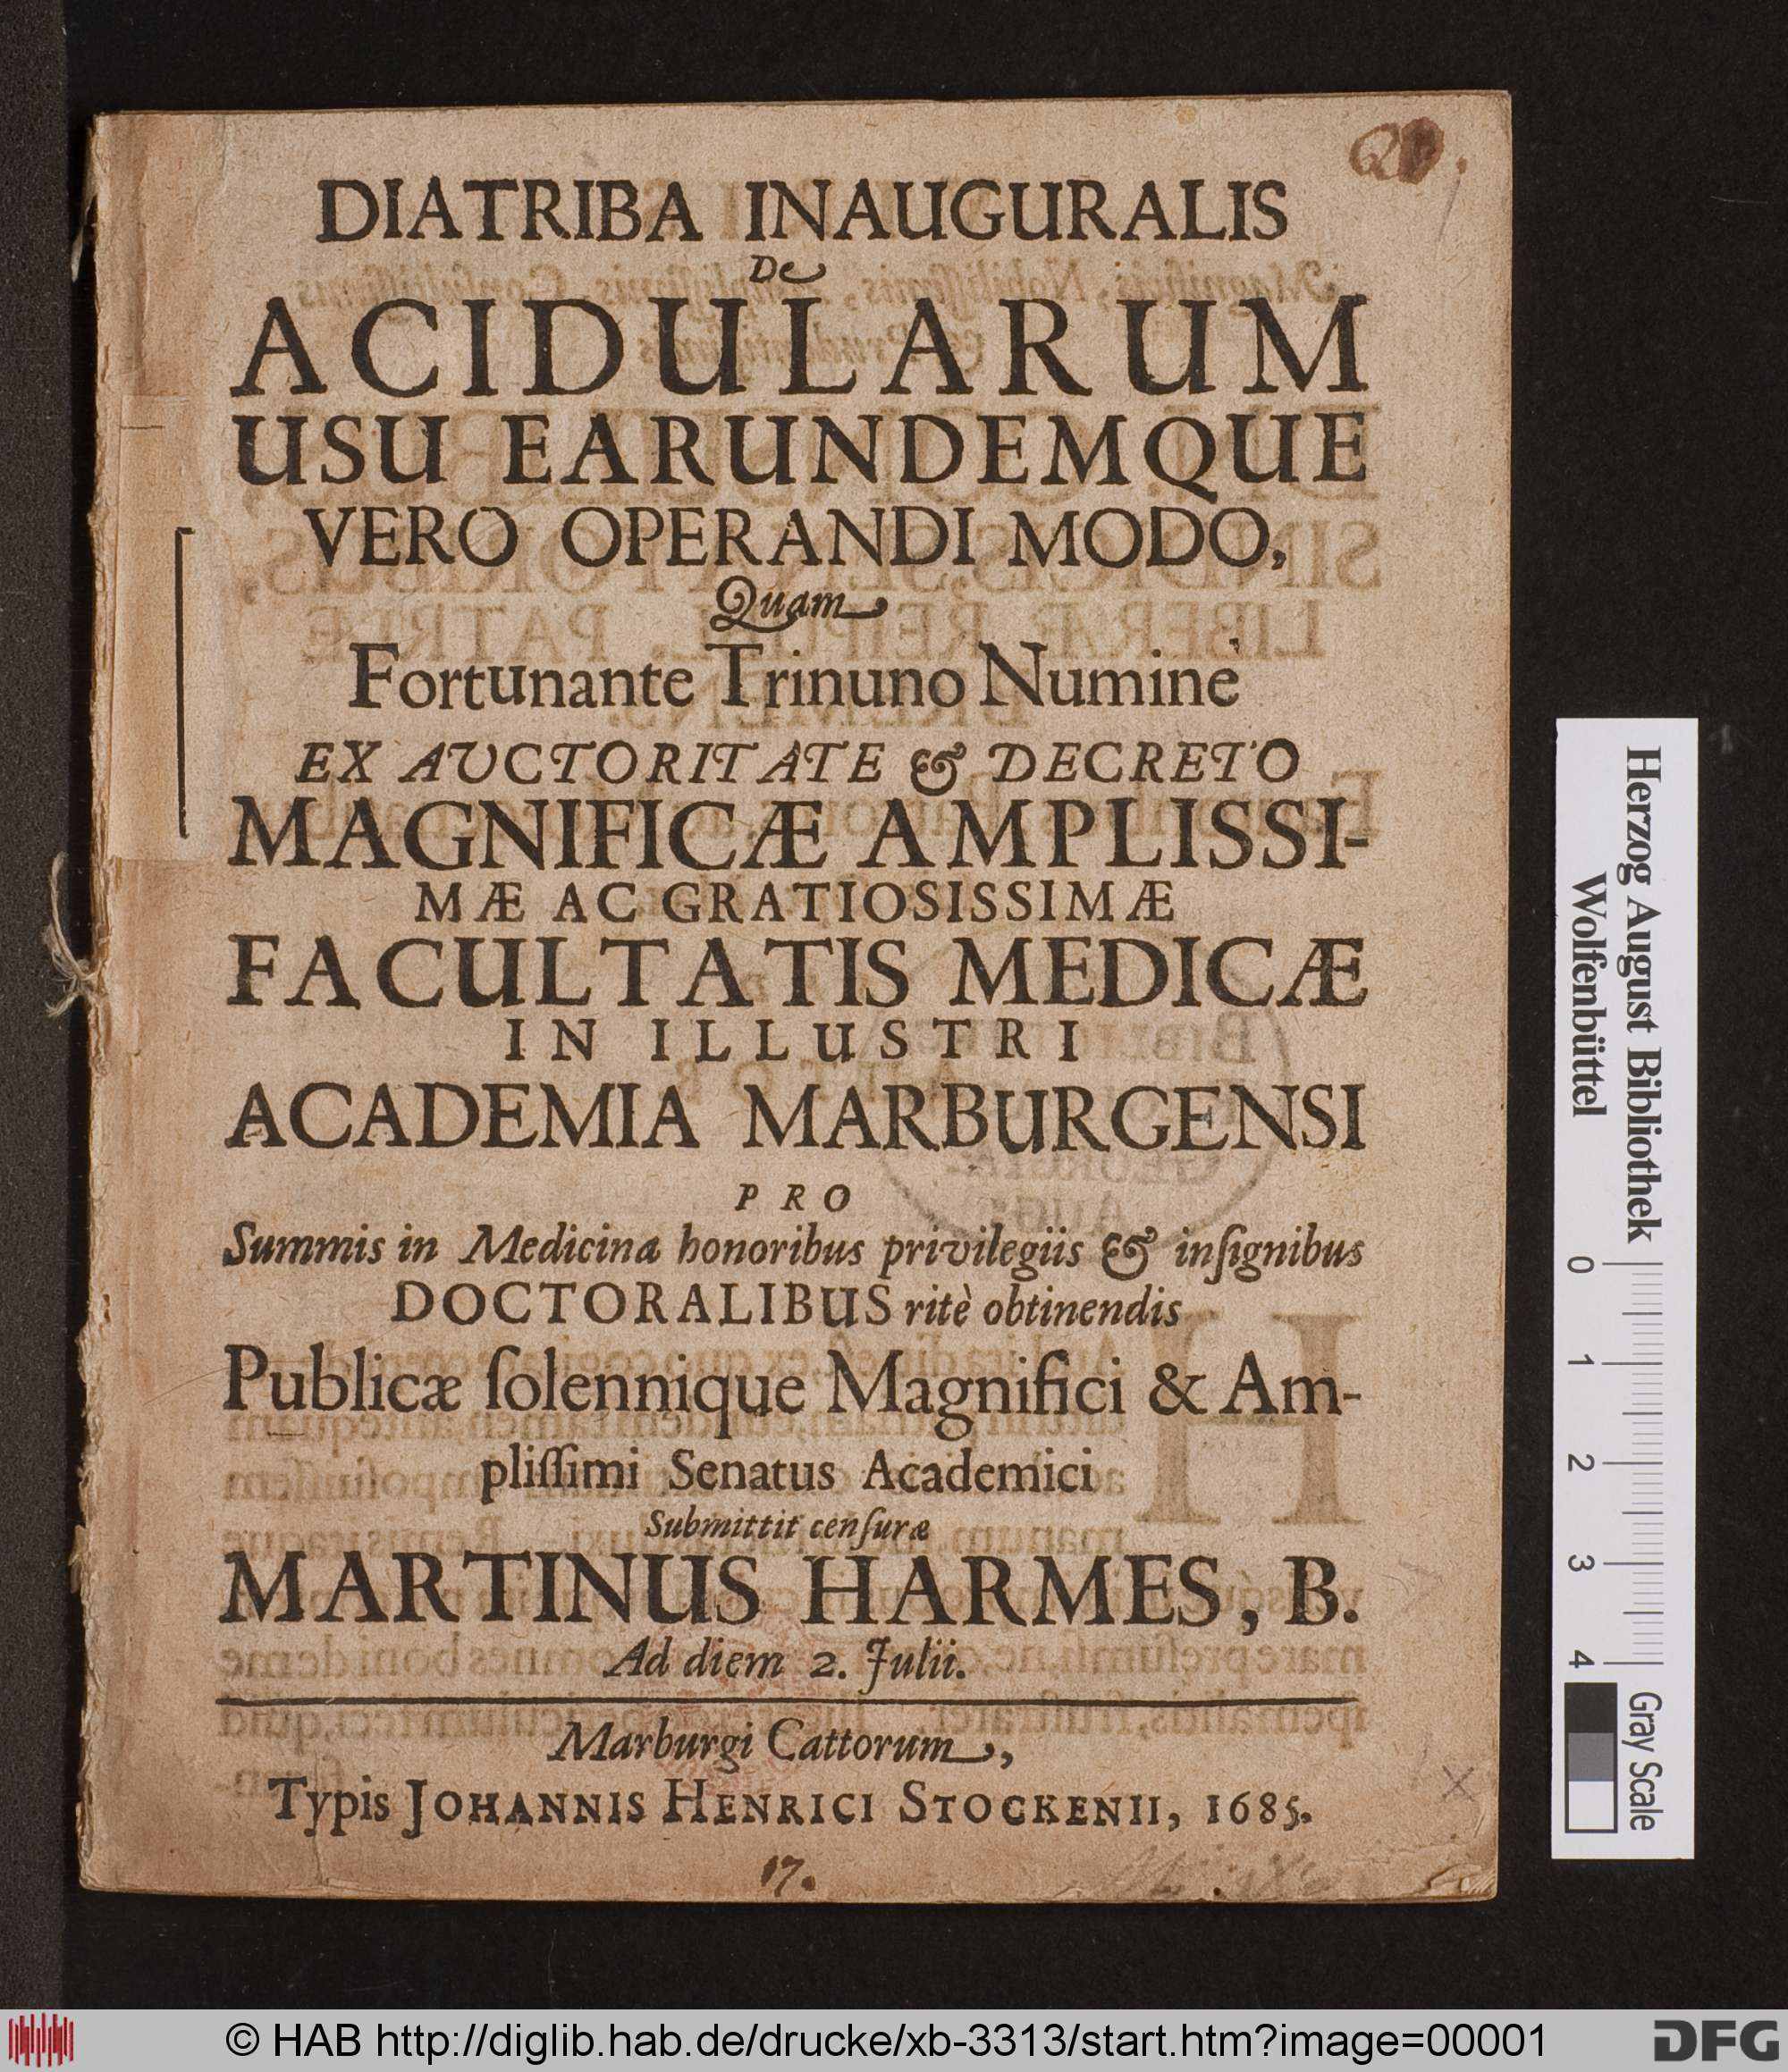 DIATRIBA INAUGURALIS
De
ACIDULARUM
USU EARUNDEMQUE
VERO OPERANDI MODO,
Quam
Fortunante Trinuno Numine
EX AUCTORITATE & DECRETO
MAGNIFICÆ AMPLISSI-
MÆ AC GRATIOSISSIMÆ
FACULTATIS MEDICÆ
IN ILLUSTRI
ACADEMIA MARBURGENSI
PRO
Summis in Medicina honoribus privilegiis & inſignibus
DOCTORALIBUS ritè obtinendis
Publicæ ſolennique Magnifici & Am-
pliſſimi Senatus Academici
Submittit cenſuræ
MARTINUS HARMES, B.
Ad diem 2. Julii.
Marburgi Cattorum,
Typis JOHANNIS HENRICI STOCKENII, 1685.
17.
Herzog August Bibliothek
Wolfenbüttel
0 1 2 3 4
Gray Scale
© HAB http://diglib.hab.de/drucke/xb-3313/start.htm?image=00001
DFG